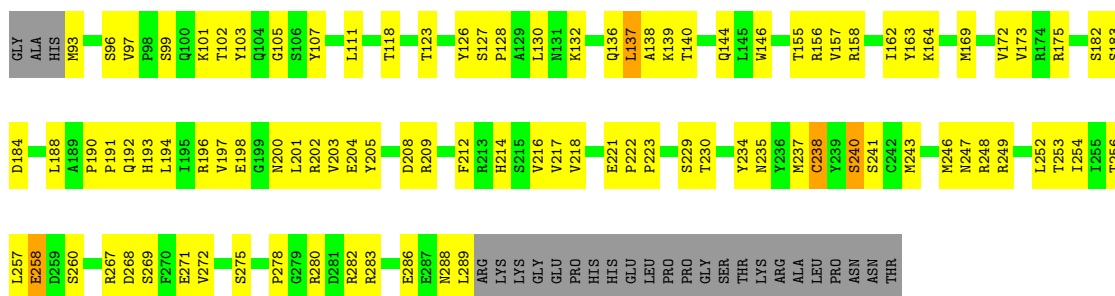 GLY ALA HIS M93 S96 V97 P98 S99 Q100 K101 T102 Y103 Q104 G105 S106 Y107 L111 T118 T123 Y126 S127 P128 A129 L130 N131 K132 Q136 L137 A138 K139 T140 Q144 L145 W146 T155 R156 V157 R158 I162 Y163 K164 M169 V172 V173 R174 R175 S182 S183
D184 L188 A189 P190 P191 Q192 H193 L194 I195 R196 V197 E198 G199 N200 L201 R202 V203 E204 Y205 D208 R209 F212 R213 H214 S215 V216 V217 V218 E221 P222 P223 S229 T230 Y234 N235 Y236 M237 C238 Y239 S240 S241 C242 M243 M246 N247 R248 R249 L252 T253 I254 I255 T256
L257 E258 D259 S260 R267 D268 S269 F270 E271 V272 S275 P278 G279 R280 D281 R282 R283 E286 E287 N288 L289 ARG LYS LYS GLY GLU PRO HIS HIS GLU LEU PRO PRO GLY SER THR LYS ARG ALA LEU PRO ASN ASN THR